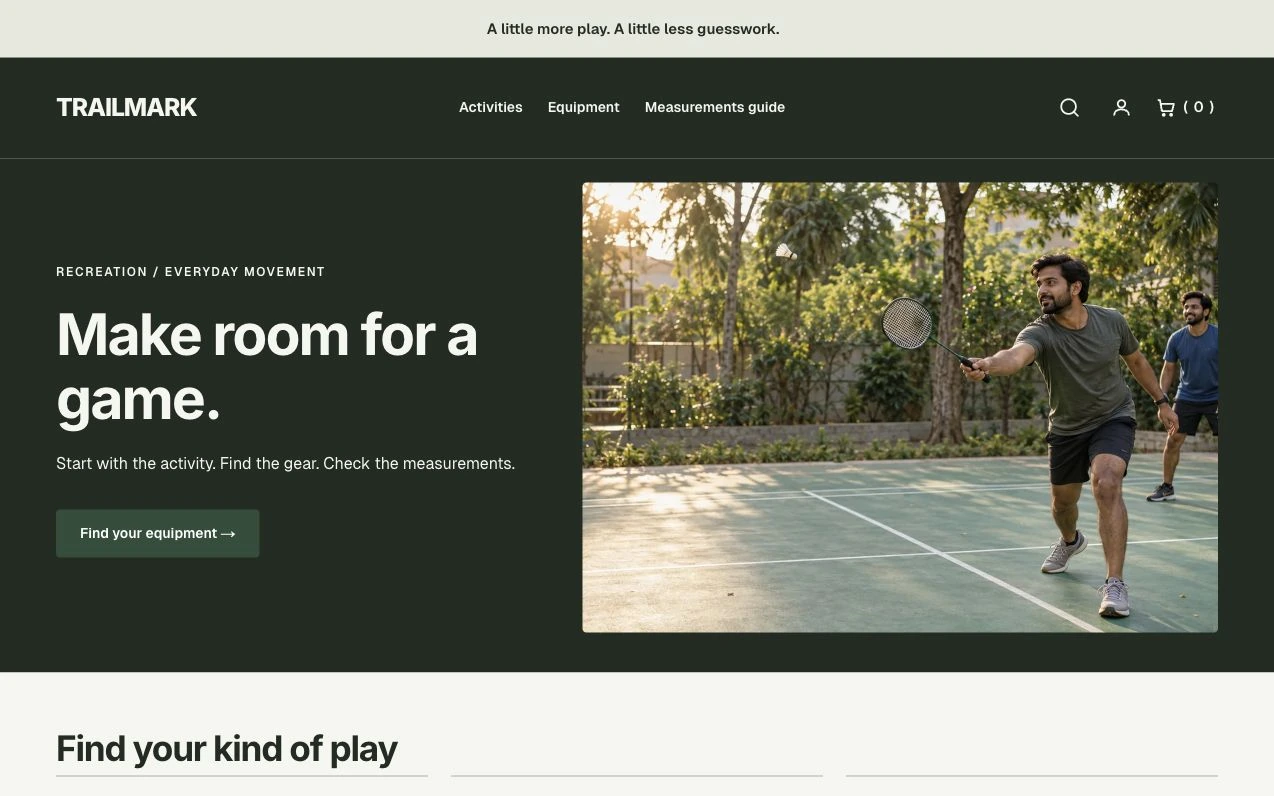 A little more play. A little less guesswork.
TRAILMARK
Activities
Equipment
Measurements guide
( 0 )
RECREATION / EVERYDAY MOVEMENT
Make room for a
game.
Start with the activity. Find the gear. Check the measurements.
Find your equipment →
Find your kind of play